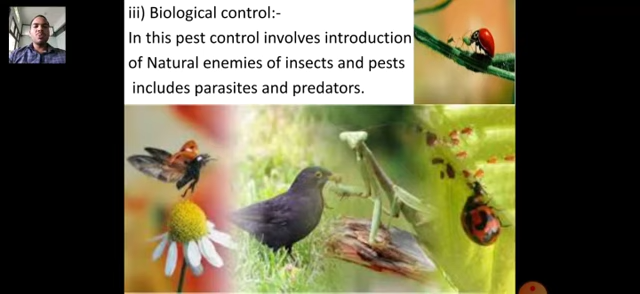 iii) Biological control:-
In this pest control involves introduction
of Natural enemies of insects and pests
includes parasites and predators.